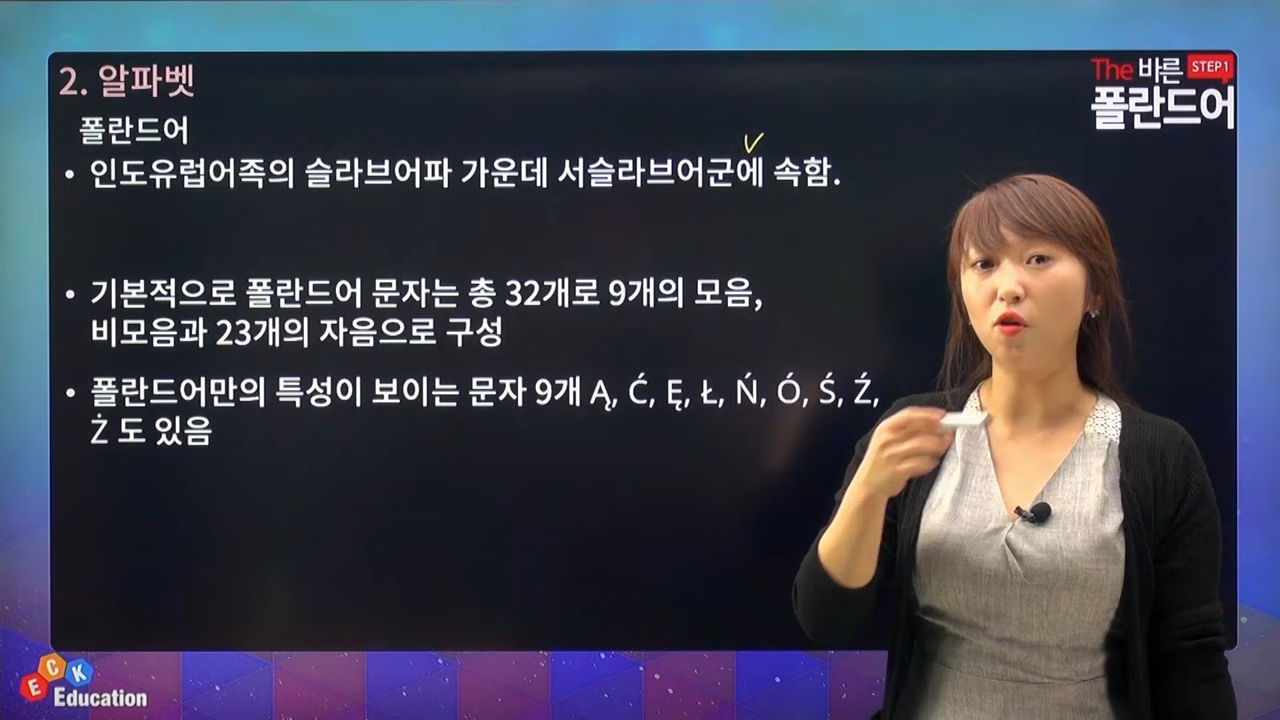 2. 알파벳
The 바른 STEP1
폴란드어
폴란드어
• 인도유럽어족의 슬라브어파 가운데 서슬라브어군에 속함.
• 기본적으로 폴란드어 문자는 총 32개로 9개의 모음,
비모음과 23개의 자음으로 구성
• 폴란드어만의 특성이 보이는 문자 9개 Ą, Ć, Ę, Ł, Ń, Ó, Ś, Ź,
Ż 도 있음
ECK
Education